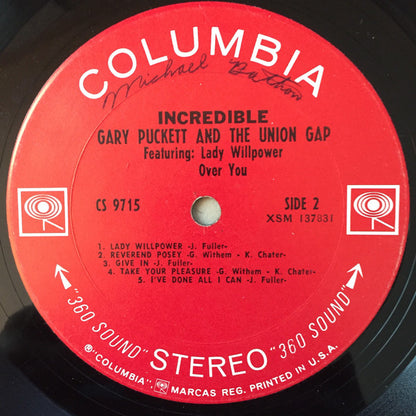 COLUMBIA
Michael
INCREDIBLE
GARY PUCKETT AND THE UNION GAP
Featuring: Lady Willpower
Over You
CS 9715
SIDE 2
XSM 137831
1. LADY WILLPOWER -J. Fuller-
2. REVEREND POSEY -G. Withem - K. Chater-
3. GIVE IN -J. Fuller-
4. TAKE YOUR PLEASURE -G. Withem - K. Chater-
5. I'VE DONE ALL I CAN -J. Fuller-
"360 SOUND" STEREO "360 SOUND"
® "COLUMBIA", MARCAS REG. PRINTED IN U.S.A.